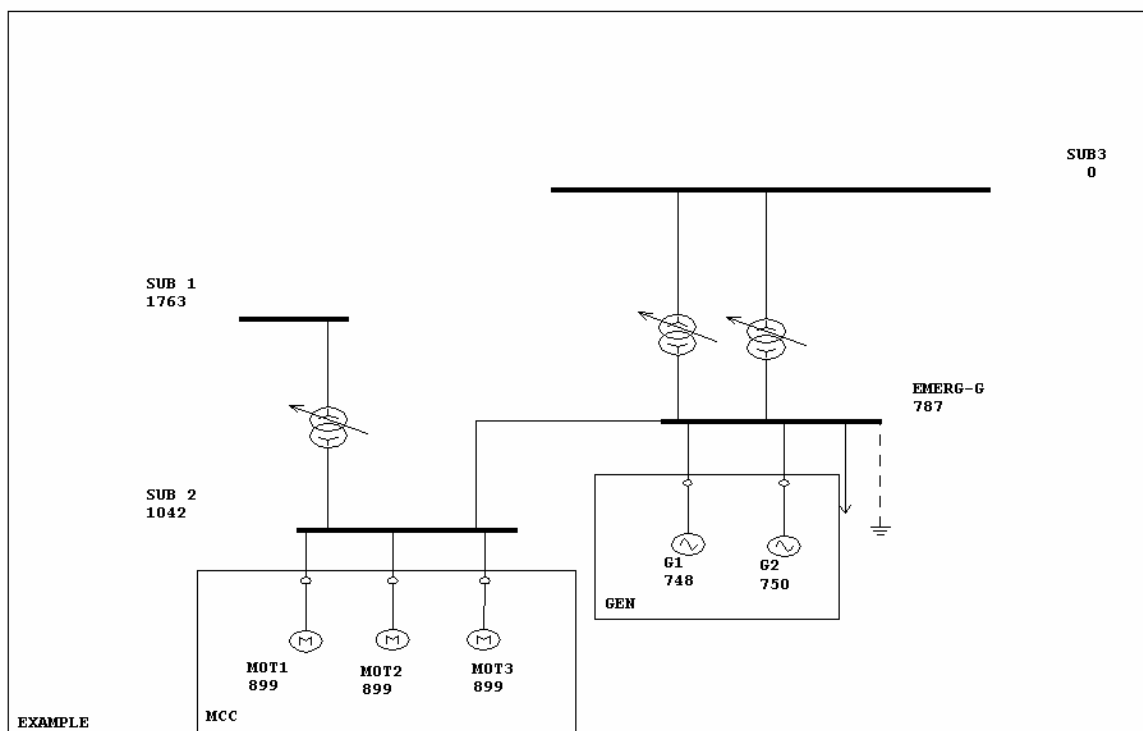 SUB3
0
SUB 1
1763
EMERG-G
787
SUB 2
1042
G1
748
G2
750
GEN
MOT1
899
MOT2
899
MOT3
899
MCC
EXAMPLE